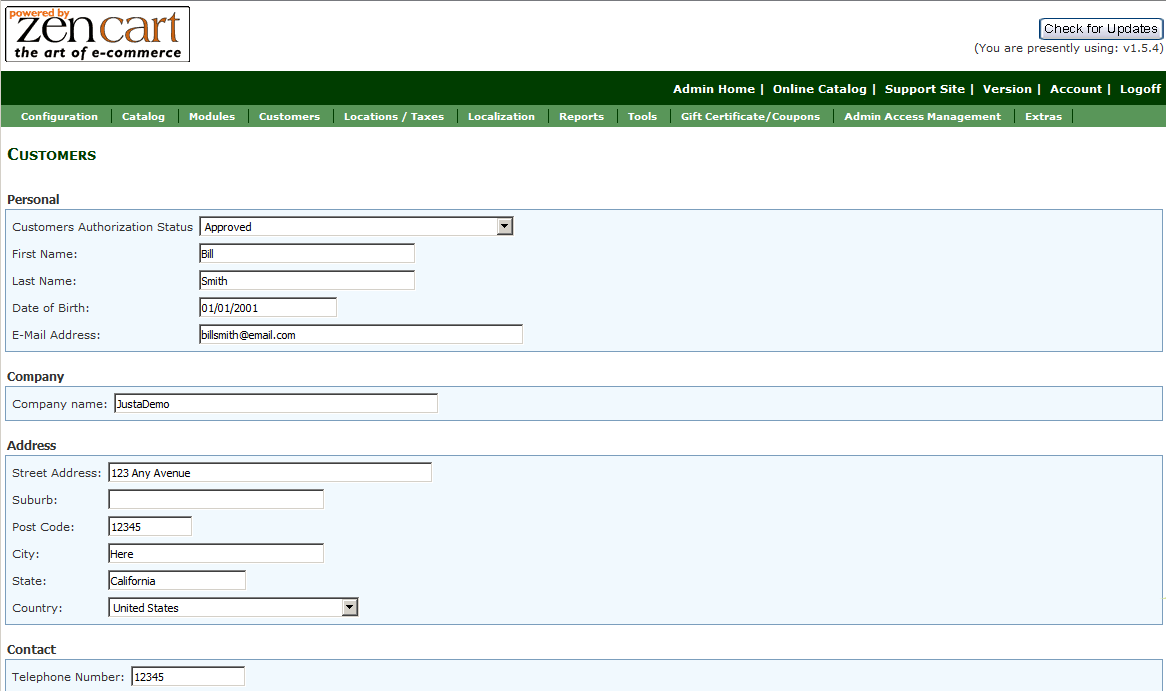 powered by
zencart
the art of e-commerce
Check for Updates
(You are presently using: v1.5.4)
Admin Home | Online Catalog | Support Site | Version | Account | Logoff
Configuration | Catalog | Modules | Customers | Locations / Taxes | Localization | Reports | Tools | Gift Certificate/Coupons | Admin Access Management | Extras |
CUSTOMERS
Personal
Customers Authorization Status Approved
First Name: Bill
Last Name: Smith
Date of Birth: 01/01/2001
E-Mail Address: billsmith@email.com
Company
Company name: JustaDemo
Address
Street Address: 123 Any Avenue
Suburb:
Post Code: 12345
City: Here
State: California
Country: United States
Contact
Telephone Number: 12345